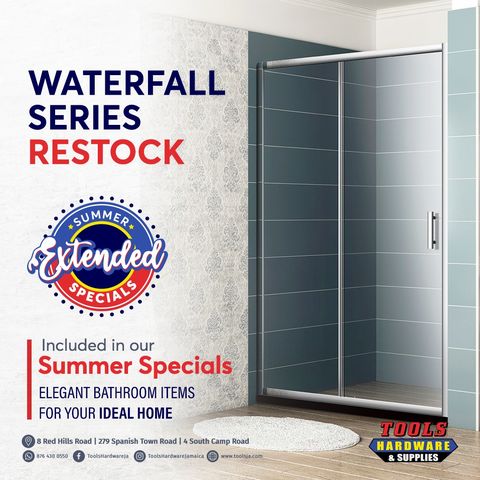 WATERFALL
SERIES
RESTOCK
SUMMER
Extended
SPECIALS
Included in our
Summer Specials
ELEGANT BATHROOM ITEMS
FOR YOUR IDEAL HOME
8 Red Hills Road | 279 Spanish Town Road | 4 South Camp Road
876 430 0550 | ToolsHardwareJa | ToolsHardwareJamaica | www.toolsja.com
TOOLS
HARDWARE
& SUPPLIES